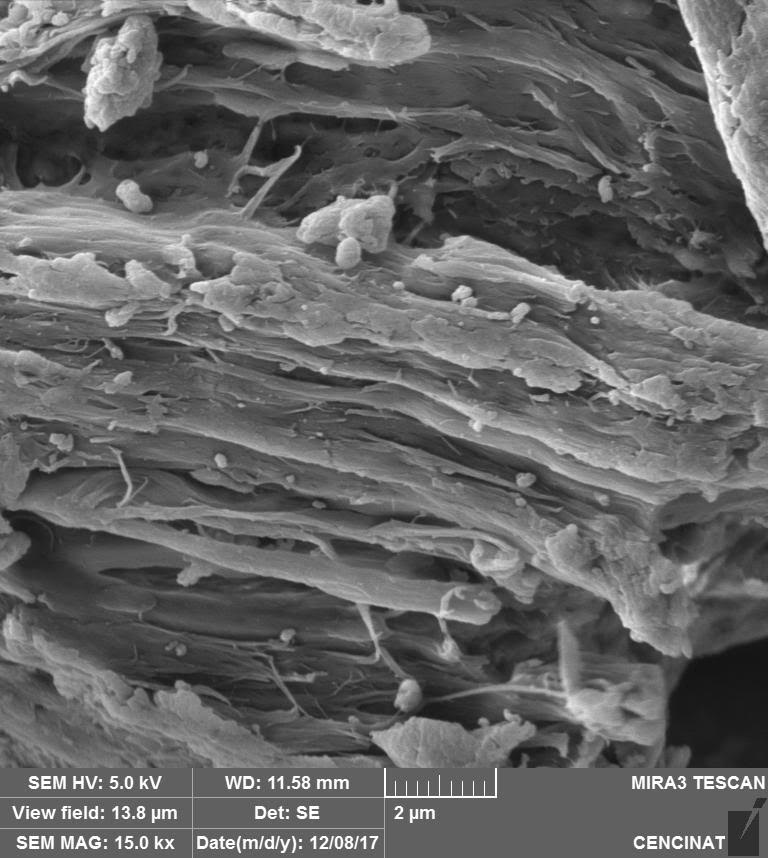 SEM HV: 5.0 kV WD: 11.58 mm MIRA3 TESCAN
View field: 13.8 µm Det: SE 2 µm
SEM MAG: 15.0 kx Date(m/d/y): 12/08/17 CENCINAT